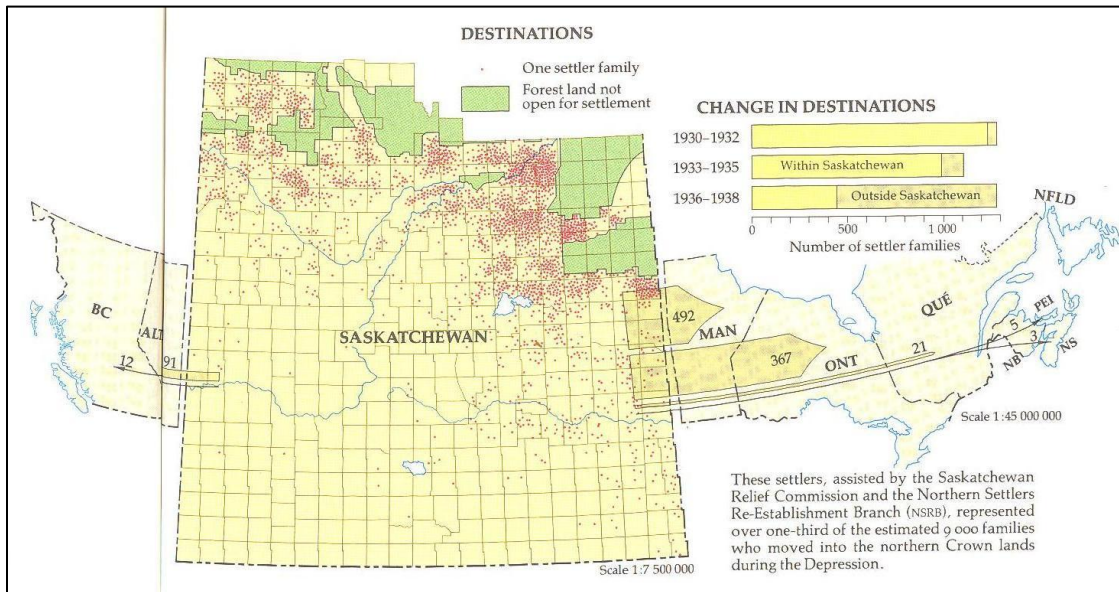 DESTINATIONS
One settler family
Forest land not
open for settlement
CHANGE IN DESTINATIONS
1930–1932
1933–1935
Within Saskatchewan
1936–1938
Outside Saskatchewan
0
500
1 000
Number of settler families
NFLD
BC
ALT
12
91
SASKATCHEWAN
492
MAN
367
ONT
21
QUÉ
5
PEI
3
NB
NS
Scale 1:45 000 000
These settlers, assisted by the Saskatchewan
Relief Commission and the Northern Settlers
Re-Establishment Branch (NSRB), represented
over one-third of the estimated 9 000 families
who moved into the northern Crown lands
during the Depression.
Scale 1:7 500 000